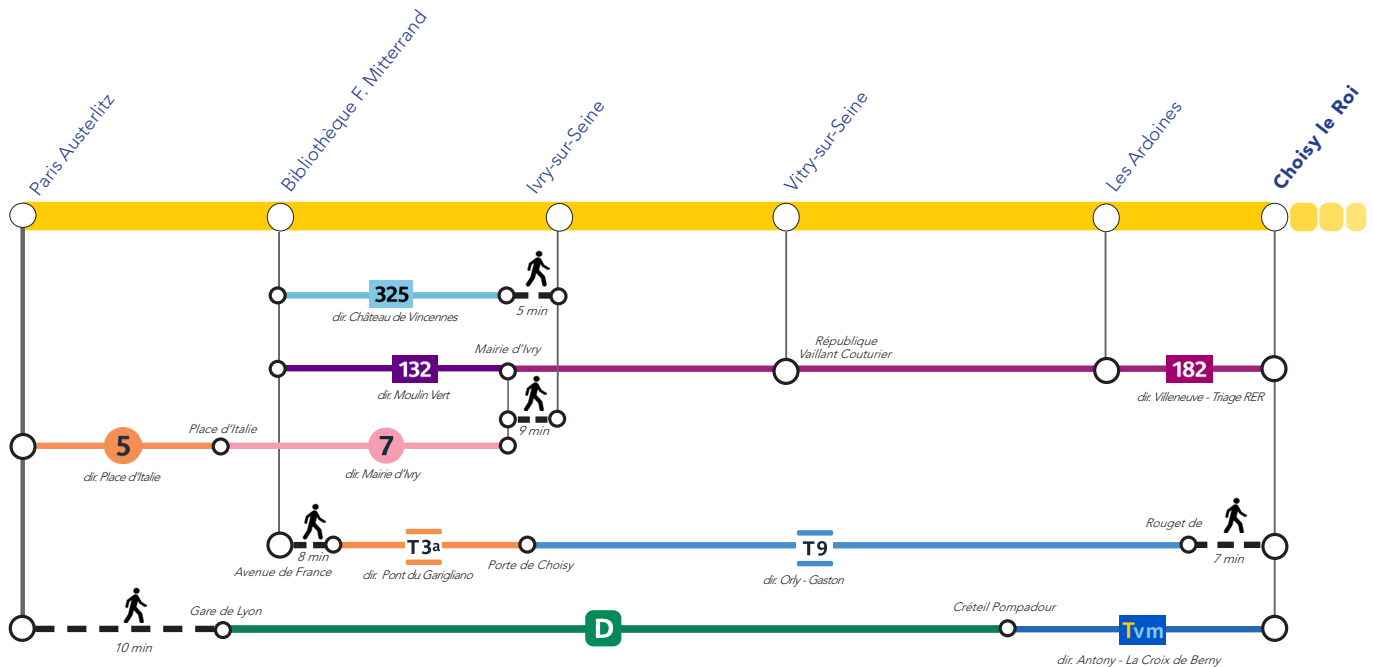 Paris Austerlitz
Bibliothèque F. Mitterrand
Ivry-sur-Seine
Vitry-sur-Seine
Les Ardoines
Choisy le Roi
325
dir. Château de Vincennes
5 min
Mairie d'Ivry
République
Vaillant Couturier
132
dir. Moulin Vert
182
dir. Villeneuve - Triage RER
9 min
Place d'Italie
5
dir. Place d'Italie
7
dir. Mairie d'Ivry
8 min
Avenue de France
T3a
dir. Pont du Garigliano
Porte de Choisy
T9
dir. Orly - Gaston
Rouget de
7 min
10 min
Gare de Lyon
D
Créteil Pompadour
Tvm
dir. Antony - La Croix de Berny